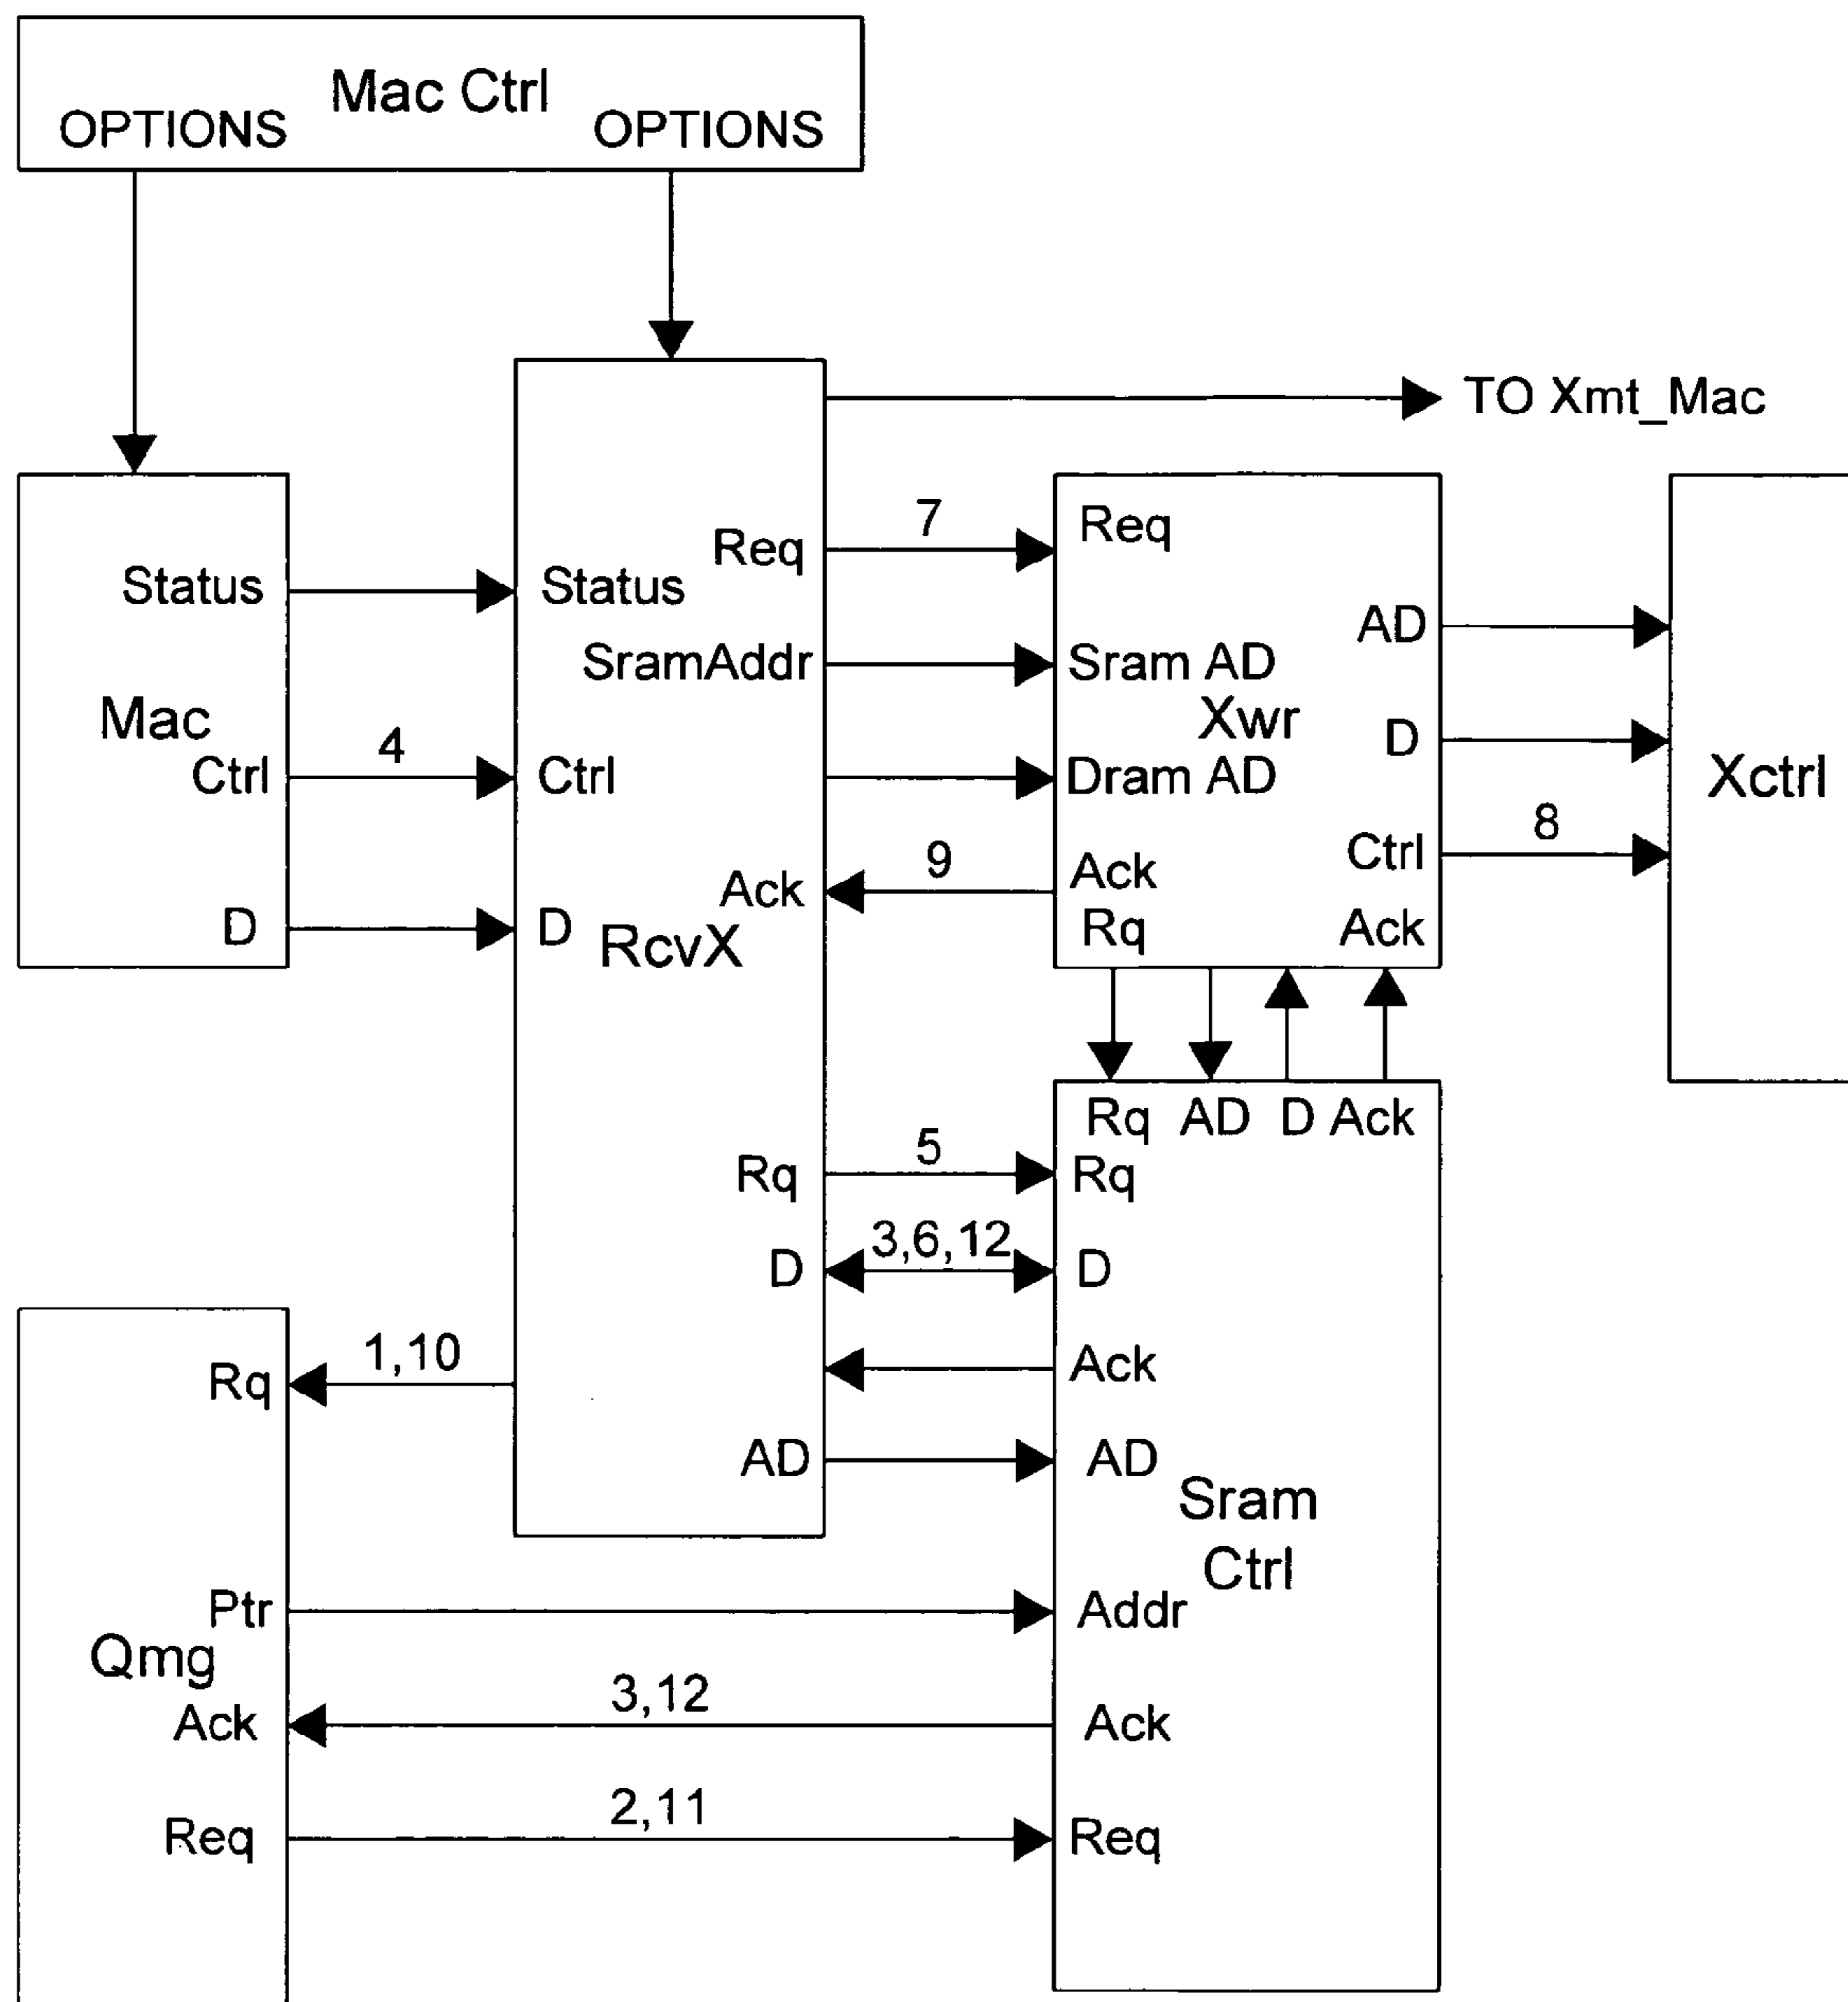 Mac Ctrl
OPTIONS OPTIONS
TO Xmt_Mac
7
Req Req
Status Status
AD
SramAddr Sram AD
Mac Xwr
4 D
Ctrl Ctrl Dram AD Xctrl
8
9 Ctrl
Ack Ack
D D RcvX Rq Ack
Rq AD D Ack
5
Rq Rq
3,6,12
D D
1,10
Rq Ack
AD AD
Sram
Ctrl
Ptr Addr
Qmg
3,12
Ack Ack
2,11
Req Req